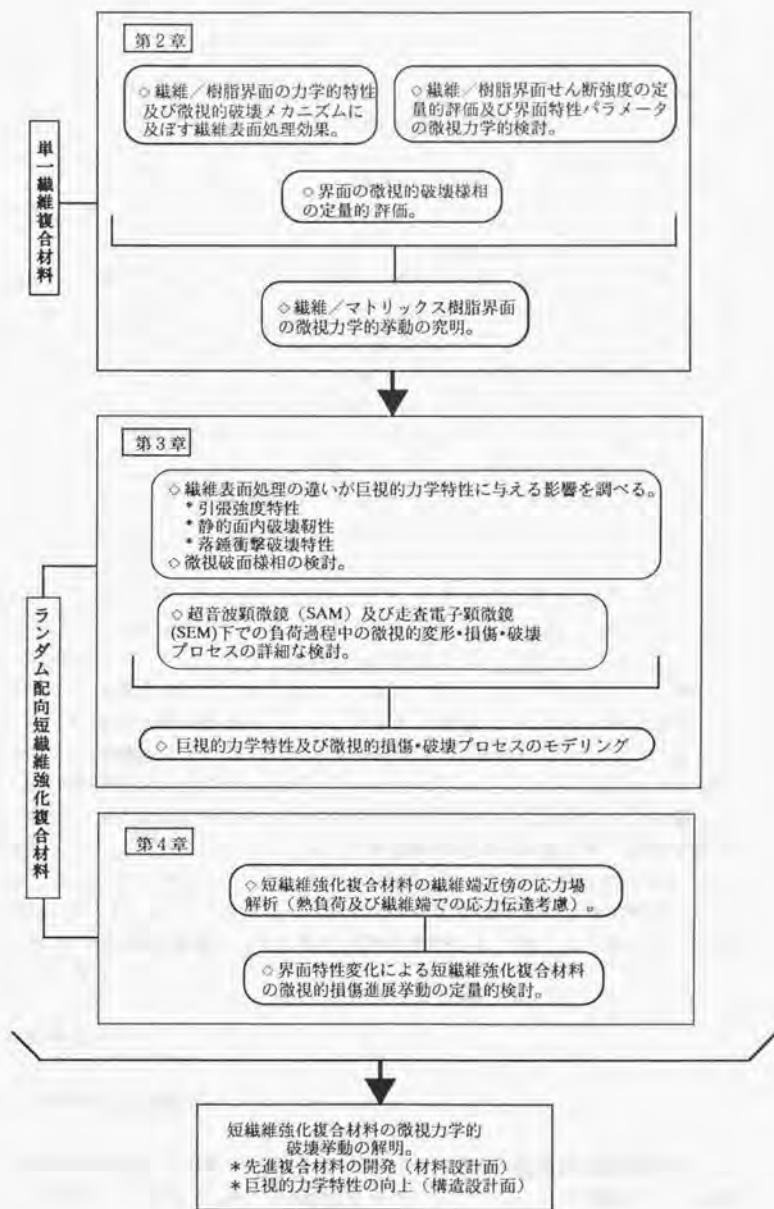 第2章
◇繊維／樹脂界面の力学的特性
及び微視的破壊メカニズムに
及ぼす繊維表面処理効果。
◇繊維／樹脂界面せん断強度の定
量的評価及び界面特性パラメータ
の微視力学的検討。
◇界面の微視的破壊様相
の定量的 評価。
◇繊維／マトリックス樹脂界面
の微視力学的挙動の究明。
単一繊維複合材料
第3章
◇繊維表面処理の違いが巨視的力学特性に与える影響を調べる。
＊引張強度特性
＊静的面内破壊靭性
＊落錘衝撃破壊特性
◇微視破面様相の検討。
◇超音波顕微鏡（SAM）及び走査電子顕微鏡
(SEM)下での負荷過程中の微視的変形・損傷・破壊
プロセスの詳細な検討。
◇ 巨視的力学特性及び微視的損傷・破壊プロセスのモデリング
ランダム配向短繊維強化複合材料
第4章
◇短繊維強化複合材料の繊維端近傍の応力場
解析（熱負荷及び繊維端での応力伝達考慮）。
◇界面特性変化による短繊維強化複合材料
の微視的損傷進展挙動の定量的検討。
短繊維強化複合材料の微視力学的
破壊挙動の解明。
＊先進複合材料の開発（材料設計面）
＊巨視的力学特性の向上（構造設計面）